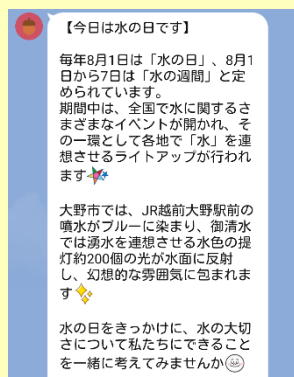 【今日は水の日です】
毎年8月1日は「水の日」、8月1
日から7日は「水の週間」と定
められています。
期間中は、全国で水に関するさ
まざまなイベントが開かれ、そ
の一環として各地で「水」を連
想させるライトアップが行われ
ます
大野市では、JR越前大野駅前の
噴水がブルーに染まり、御清水
では湧水を連想させる水色の提
灯約200個の光が水面に反射
し、幻想的な雰囲気に包まれま
す✨
水の日をきっかけに、水の大切
さについて私たちにできること
を一緒に考えてみませんか